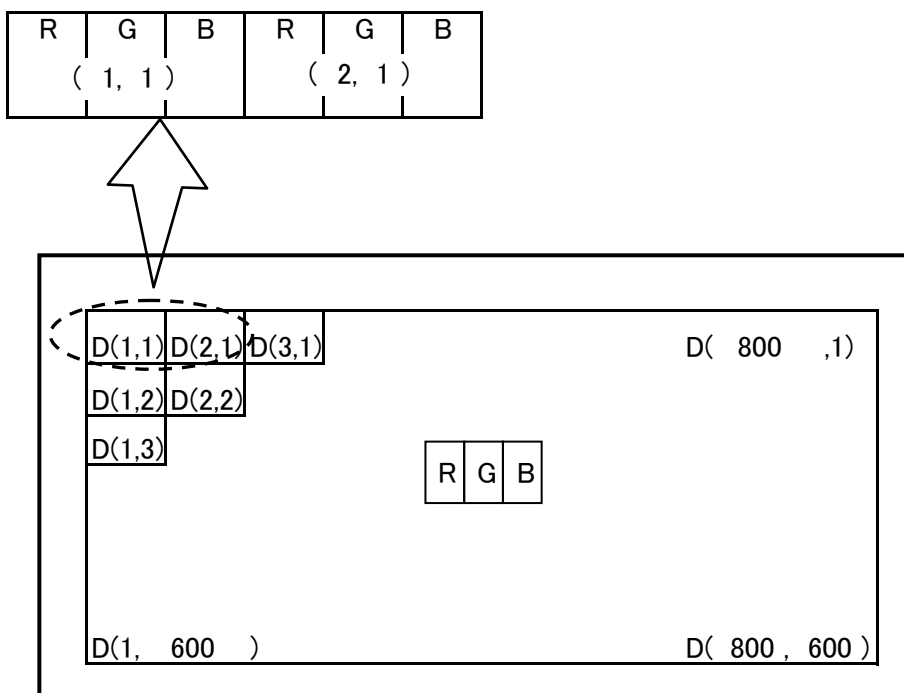 R G B R G B
( 1, 1 ) ( 2, 1 )
D(1,1) D(2,1) D(3,1) D( 800 ,1)
D(1,2) D(2,2)
D(1,3)
R G B
D(1, 600 ) D( 800 , 600 )